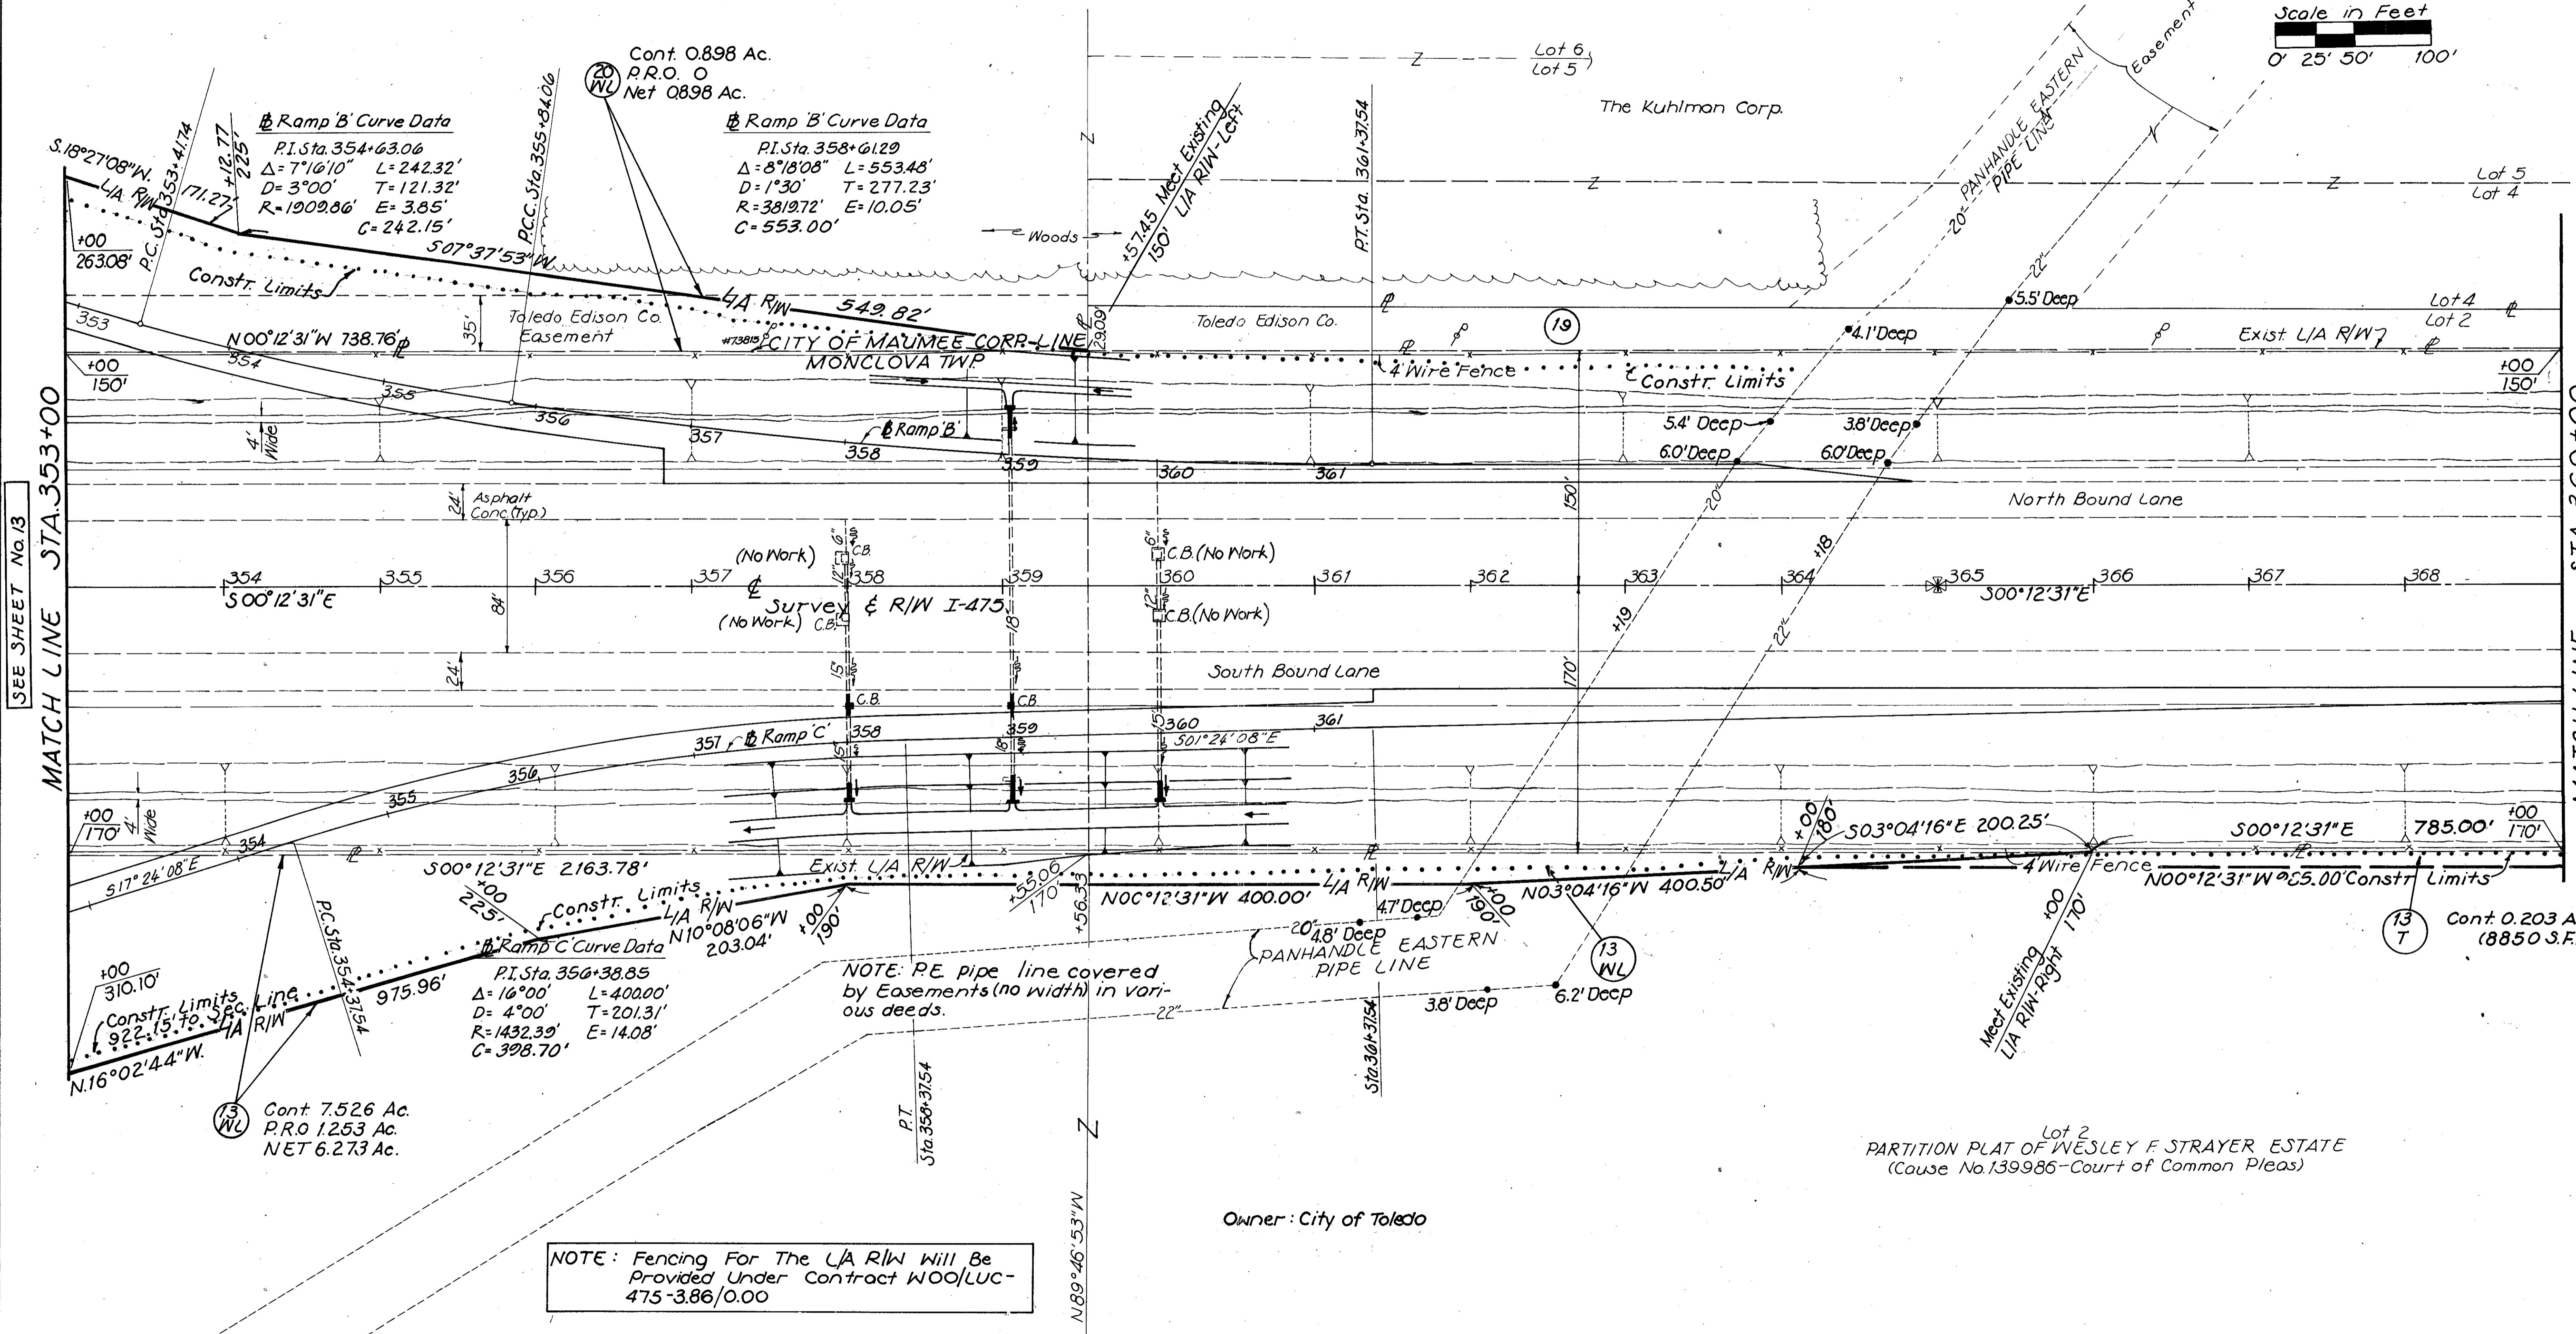 Scale in Feet
0' 25' 50' 100'
Cont. 0.898 Ac.
P.R.O. 0
Net 0.898 Ac.
20
WL
Lot 6
Lot 5
The Kuhlman Corp.
PANHANDLE EASTERN
PIPE LINE
Easement
Ramp 'B' Curve Data
P.I.Sta. 354+63.06
Δ= 7°16'10" L= 242.32'
D= 3°00' T= 121.32'
R= 1909.86' E= 3.85'
C= 242.15'
Ramp 'B' Curve Data
P.I.Sta. 358+61.29
Δ= 8°18'08" L= 553.48'
D= 1°30' T= 277.23'
R= 3819.72' E= 10.05'
C= 553.00'
S.18°27'08"W.
L/A R/W
171.27'
+12.77
225'
P.C. Sta.353+41.74
P.C.C. Sta.355+84.06
+57.45 Meet Existing
L/A R/W-Left
150'
P.T. Sta. 361+37.54
Lot 5
Lot 4
20"
22"
Woods
+00
263.08'
S07°37'53"W
Constr. Limits
L/A R/W
549.82'
5.5' Deep
Lot 4
Lot 2
353
N00°12'31"W 738.76'
35'
Toledo Edison Co.
Easement
#73815
CITY OF MAUMEE CORP. LINE
MONCLOVA TWP.
29.09'
Toledo Edison Co.
19
4.1' Deep
Exist. L/A R/W
+00
150'
354
355
356
357
358
359
360
361
4 Wire Fence
Constr. Limits
+00
150'
4'
Wide
Ramp 'B'
5.4' Deep
3.8' Deep
6.0' Deep
6.0' Deep
SEE SHEET No.13
MATCH LINE STA.353+00
24'
Asphalt
Conc.(Typ.)
150'
20"
North Bound Lane
(No Work)
6"
C.B.
12"
6"
C.B.(No Work)
+18
354 355 356 357 358 359 360 361 362 363 364 365 366 367 368
S00°12'31"E
84'
Survey & R/W I-475
S00°12'31"E
(No Work) C.B.
18"
12"
C.B.(No Work)
+19
22"
24'
15"
South Bound Lane
170'
C.B.
C.B.
15"
354
355
356
357
Ramp 'C'
358
359
360
361
S01°24'08"E
15"
18"
+00
170'
4'
Wide
+00
180'
S03°04'16"E 200.25'
S00°12'31"E
785.00'
+00
170'
S17°24'08"E
S00°12'31"E 2163.78'
Exist. L/A R/W
4 Wire Fence
Constr. Limits
+00
225'
Constr. Limits
L/A R/W
N10°08'06"W
203.04'
+00
190'
+55.06
170'
+56.33
N00°12'31"W 400.00'
L/A R/W
+00
190'
N03°04'16"W 400.50'
L/A R/W
13
WL
13
T
Cont. 0.203 A
(8850 S.F.
+00
310.10'
Constr. Limits
922.15' to Sec. Line
L/A R/W
N.16°02'44"W.
975.96'
P.C. Sta.354+37.54
Ramp 'C' Curve Data
P.I.Sta. 356+38.85
Δ= 16°00' L= 400.00'
D= 4°00' T= 201.31'
R= 1432.39' E= 14.08'
C= 398.70'
NOTE: P.E. pipe line covered
by Easements (no width) in vari-
ous deeds.
20"
4.7' Deep
4.8' Deep
PANHANDLE EASTERN
PIPE LINE
3.8' Deep
6.2' Deep
22"
+00
170'
Meet Existing
L/A R/W-Right
13
WL
Cont. 7.526 Ac.
P.R.O 1.253 Ac.
NET 6.273 Ac.
P.T.
Sta.358+37.54
Sta.361+37.54
N89°46'53"W
Lot 2
PARTITION PLAT OF WESLEY F. STRAYER ESTATE
(Cause No.139986-Court of Common Pleas)
Owner: City of Toledo
NOTE: Fencing For The L/A R/W Will Be
Provided Under Contract WOO/LUC-
475-3.86/0.00